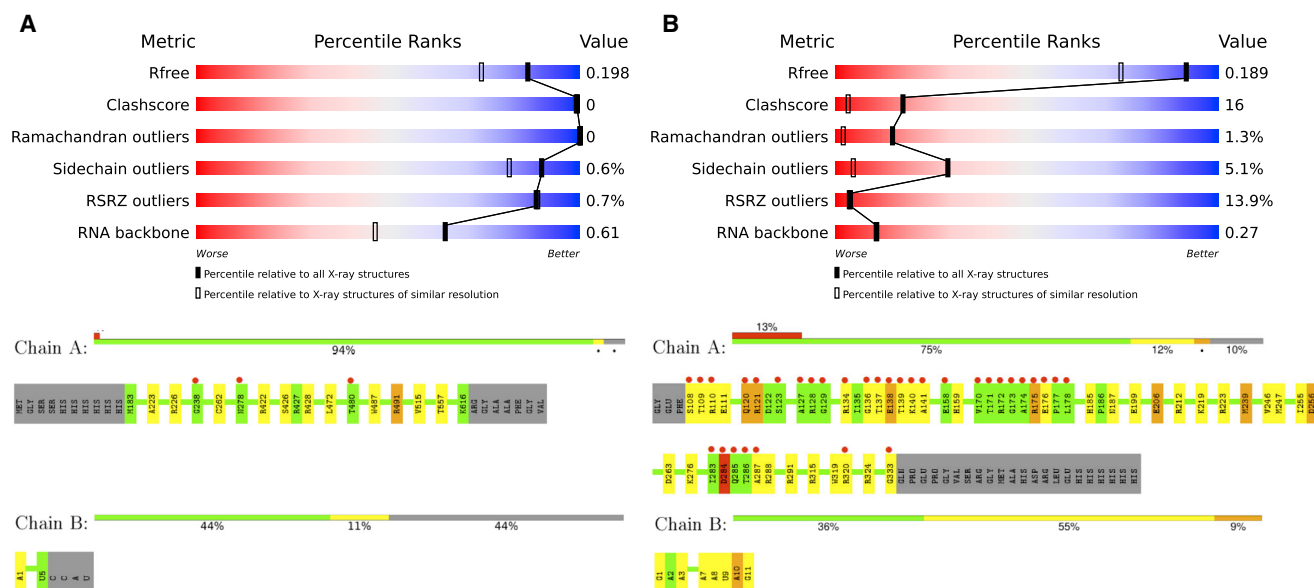 A
Metric Percentile Ranks Value
Rfree 0.198
Clashscore 0
Ramachandran outliers 0
Sidechain outliers 0.6%
RSRZ outliers 0.7%
RNA backbone 0.61
Worse Better
Percentile relative to all X-ray structures
Percentile relative to X-ray structures of similar resolution
Chain A: 94% • •
MET GLY SER SER HIS HIS HIS HIS HIS HIS M183 A223 R226 G238 C262 N278 R422 S426 R427 R428 L472 T480 W487 R491 V515 I557 K616 ARG GLY ALA ALA PHE GLY VAL
Chain B: 44% 11% 44%
A1 U5 C C A U
B
Metric Percentile Ranks Value
Rfree 0.189
Clashscore 16
Ramachandran outliers 1.3%
Sidechain outliers 5.1%
RSRZ outliers 13.9%
RNA backbone 0.27
Worse Better
Percentile relative to all X-ray structures
Percentile relative to X-ray structures of similar resolution
13%
Chain A: 75% 12% • 10%
GLY GLU PHE S108 T109 R110 E111 Q120 R121 I122 S123 A127 R128 G129 R134 I135 G136 T137 E138 T139 K140 A141 E158 H159 V170 T171 R172 G173 A174 R175 E176 P177 L178 H185 P186 N187 E199 E206 R212 K219 R223 M239 V246 M247 I255 D256
D263 K276 I283 D284 Q285 T286 A287 R288 R291 R315 W319 R320 R324 G333 GLU PRO GLU PRO GLY VAL SER ARG GLY MET ALA HIS ASP ARG LEU GLU HIS HIS HIS HIS HIS HIS
Chain B: 36% 55% 9%
G1 A2 A3 A7 A8 U9 A10 G11